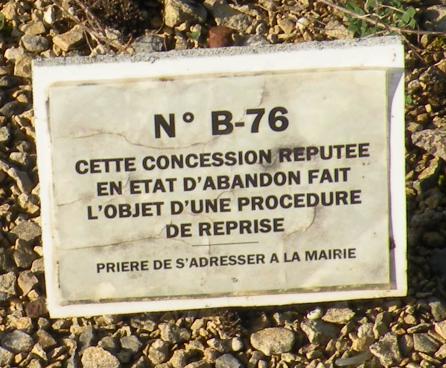 N° B-76
CETTE CONCESSION REPUTEE
EN ETAT D'ABANDON FAIT
L'OBJET D'UNE PROCEDURE
DE REPRISE
PRIERE DE S'ADRESSER A LA MAIRIE